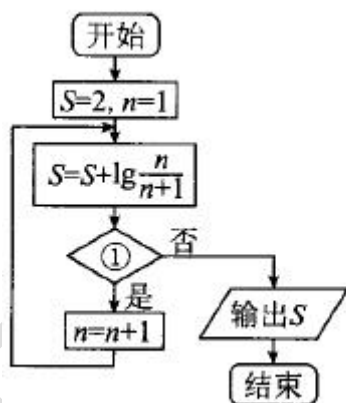 开始
S=2, n=1
S=S+lg n/(n+1)
①
否
是
n=n+1
输出S
结束